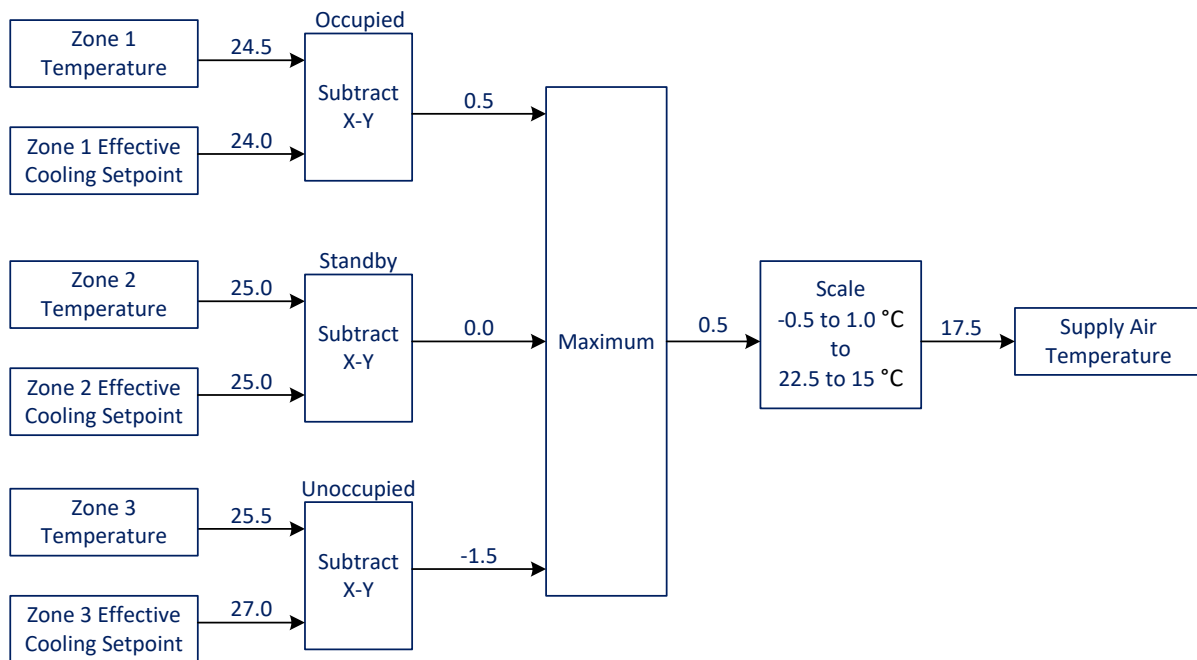 Occupied
Zone 1
Temperature
24.5
Subtract
X-Y
0.5
Zone 1 Effective
Cooling Setpoint
24.0
Standby
Zone 2
Temperature
25.0
Subtract
X-Y
0.0
Zone 2 Effective
Cooling Setpoint
25.0
Unoccupied
Zone 3
Temperature
25.5
Subtract
X-Y
-1.5
Zone 3 Effective
Cooling Setpoint
27.0
Maximum
0.5
Scale
-0.5 to 1.0 °C
to
22.5 to 15 °C
17.5
Supply Air
Temperature